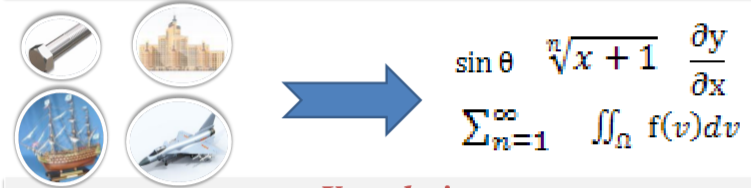 sin θ ⁿ√x + 1 ∂y/∂x
∑ₙ₌₁^∞ ∬_Ω f(v)dv